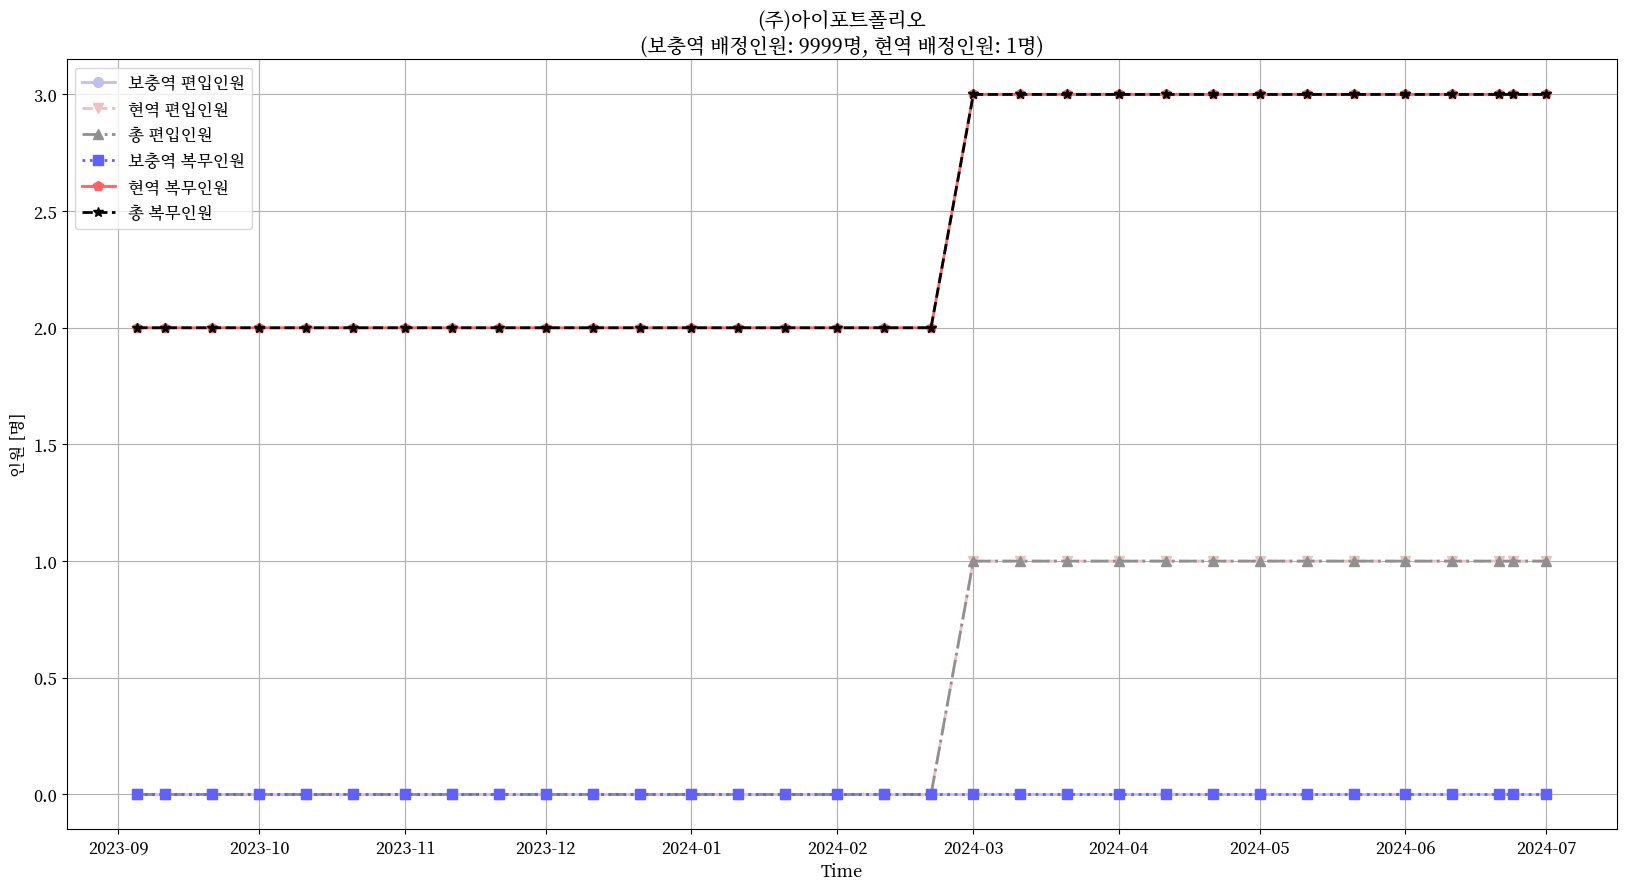 (주)아이포트폴리오
(보충역 배정인원: 9999명, 현역 배정인원: 1명)
보충역 편입인원
현역 편입인원
총 편입인원
보충역 복무인원
현역 복무인원
총 복무인원
인원 [명]
3.0
2.5
2.0
1.5
1.0
0.5
0.0
2023-09 2023-10 2023-11 2023-12 2024-01 2024-02 2024-03 2024-04 2024-05 2024-06 2024-07
Time